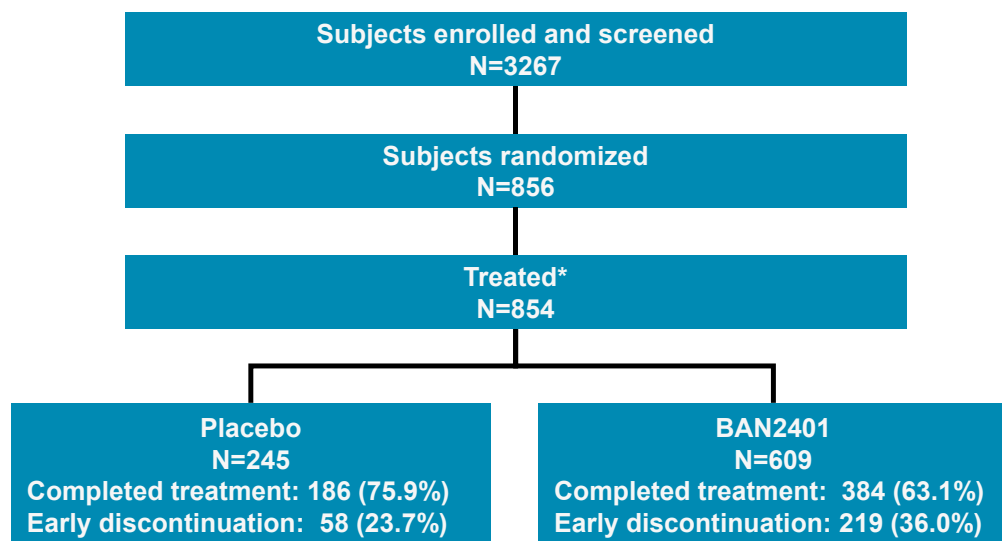 Subjects enrolled and screened
N=3267
Subjects randomized
N=856
Treated*
N=854
Placebo
N=245
Completed treatment: 186 (75.9%)
Early discontinuation: 58 (23.7%)
BAN2401
N=609
Completed treatment: 384 (63.1%)
Early discontinuation: 219 (36.0%)